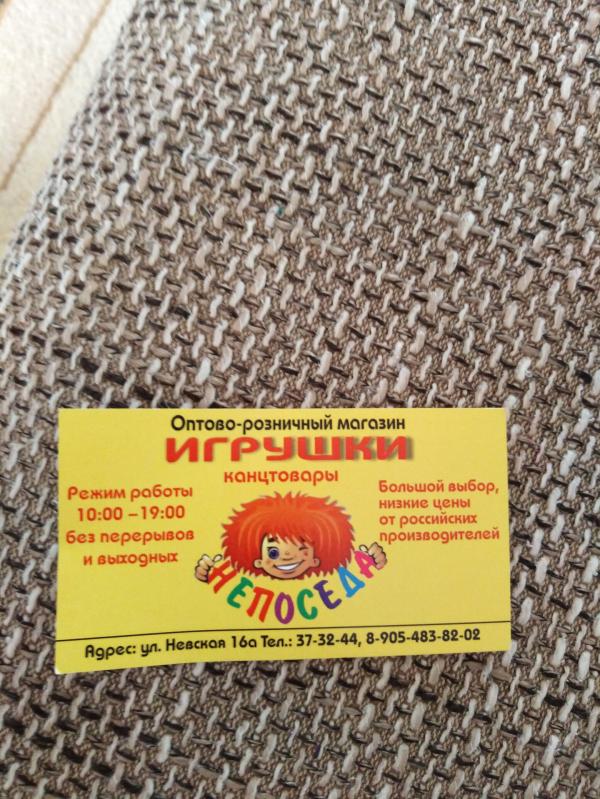 Оптово-розничный магазин
ИГРУШКИ
канцтовары
Режим работы
10:00 – 19:00
без перерывов
и выходных
Большой выбор,
низкие цены
от российских
производителей
НЕПОСЕДА
Адрес: ул. Невская 16а Тел.: 37-32-44, 8-905-483-82-02